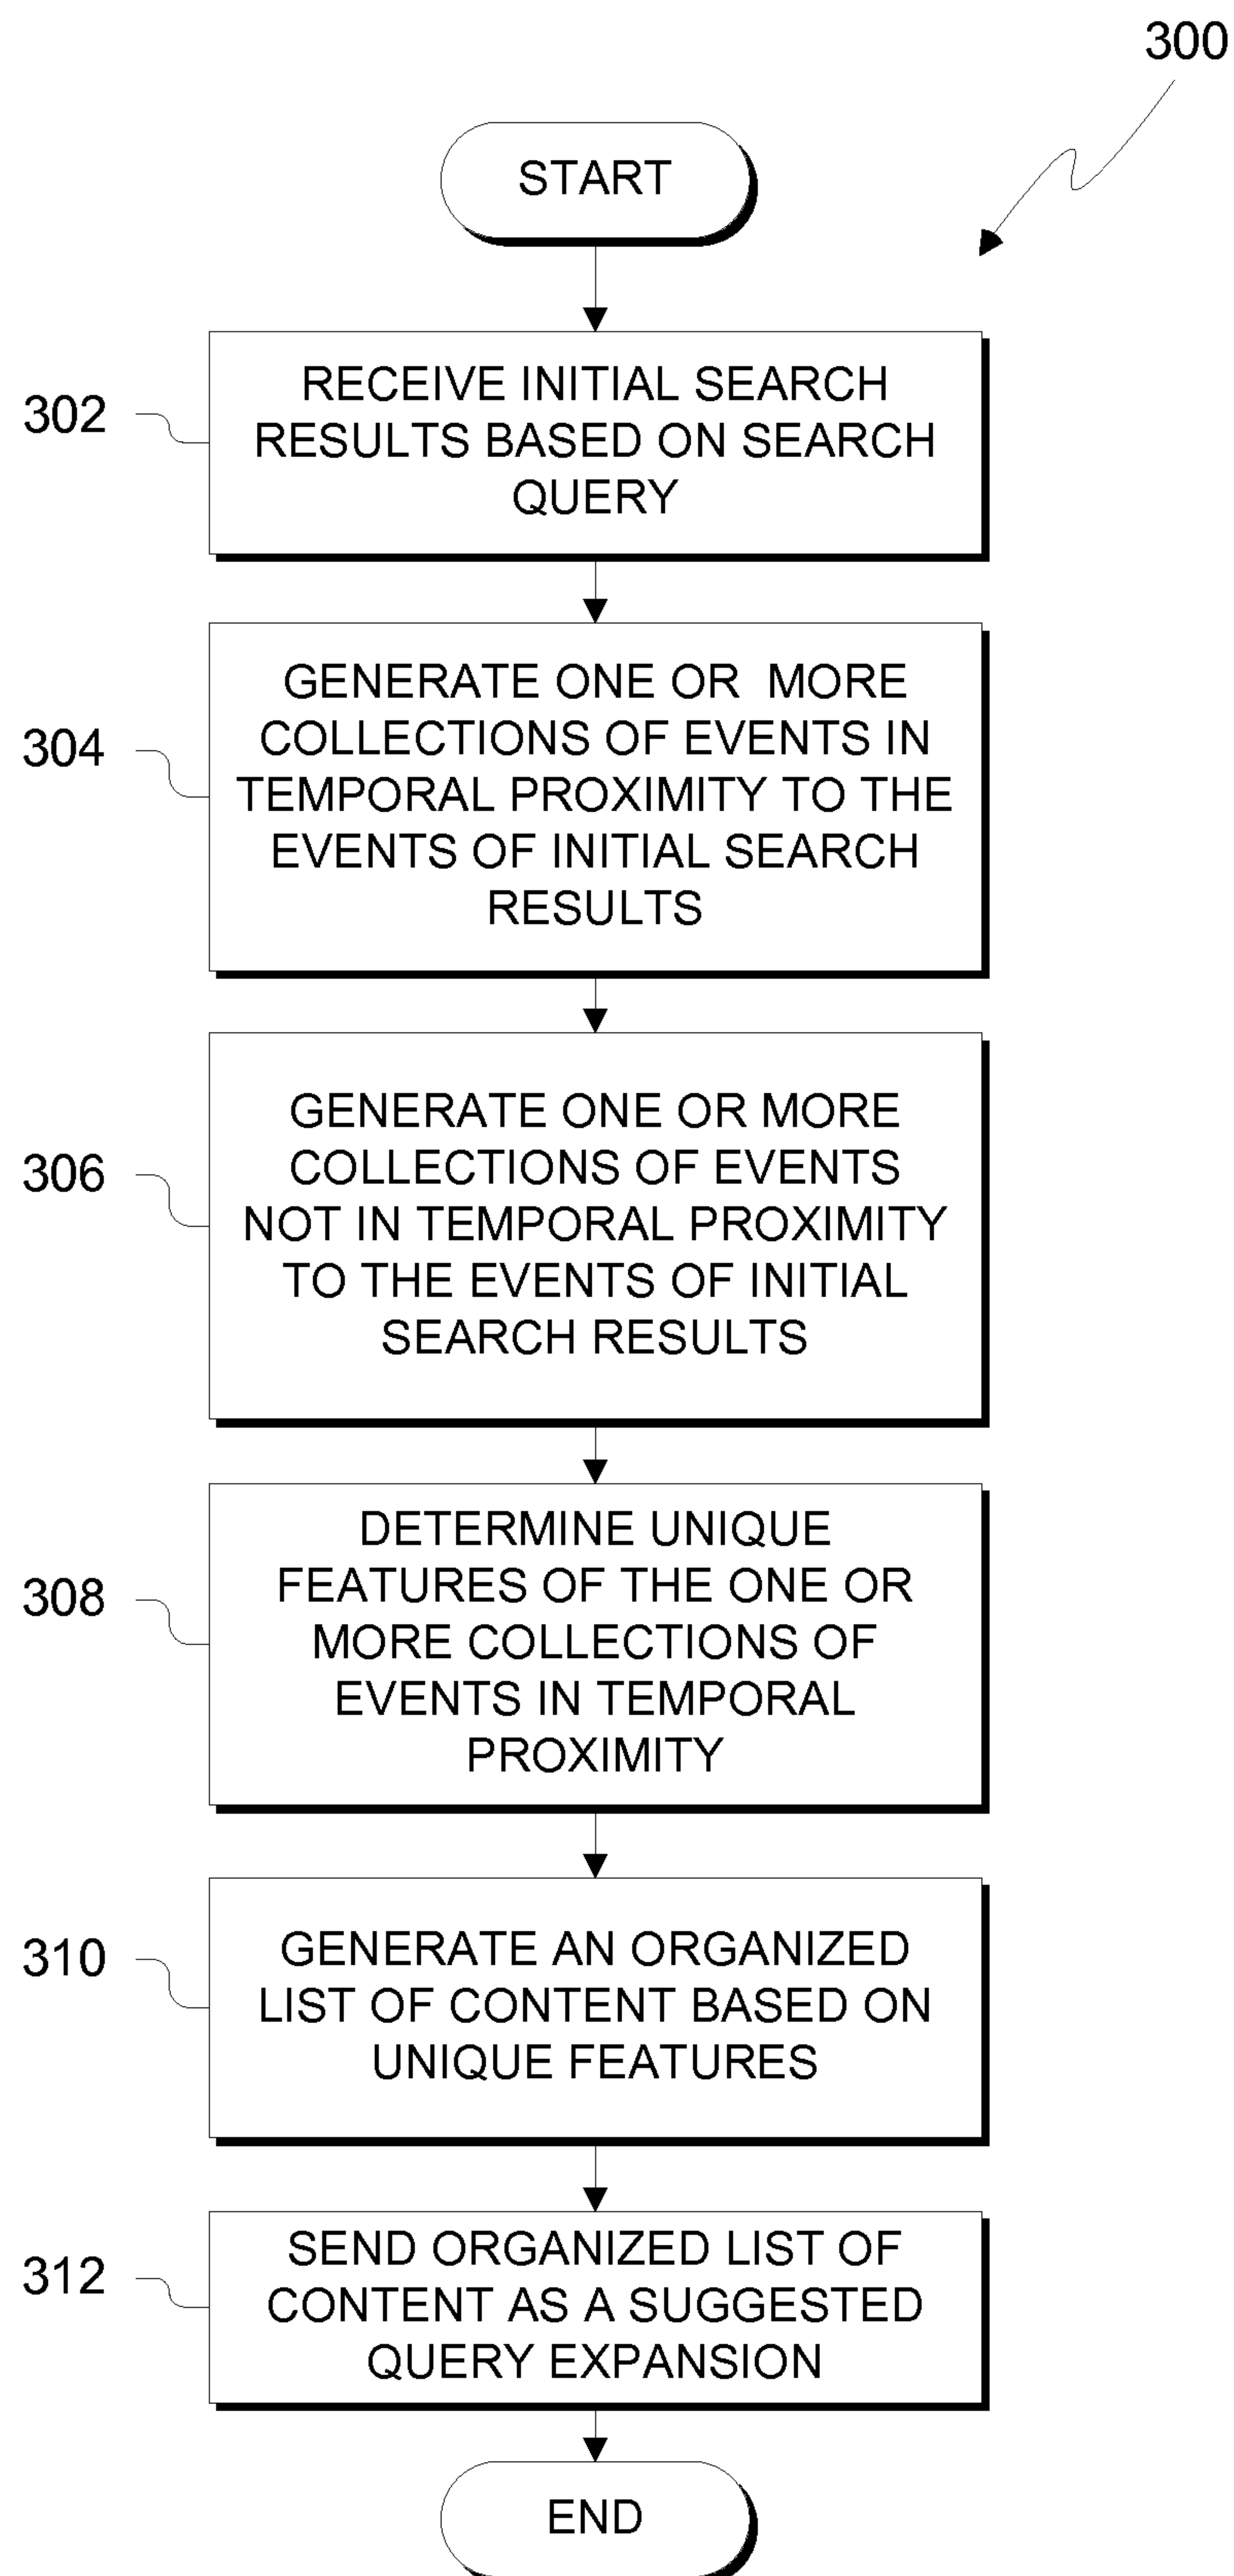 300
START
302
RECEIVE INITIAL SEARCH
RESULTS BASED ON SEARCH
QUERY
304
GENERATE ONE OR MORE
COLLECTIONS OF EVENTS IN
TEMPORAL PROXIMITY TO THE
EVENTS OF INITIAL SEARCH
RESULTS
306
GENERATE ONE OR MORE
COLLECTIONS OF EVENTS
NOT IN TEMPORAL PROXIMITY
TO THE EVENTS OF INITIAL
SEARCH RESULTS
308
DETERMINE UNIQUE
FEATURES OF THE ONE OR
MORE COLLECTIONS OF
EVENTS IN TEMPORAL
PROXIMITY
310
GENERATE AN ORGANIZED
LIST OF CONTENT BASED ON
UNIQUE FEATURES
312
SEND ORGANIZED LIST OF
CONTENT AS A SUGGESTED
QUERY EXPANSION
END